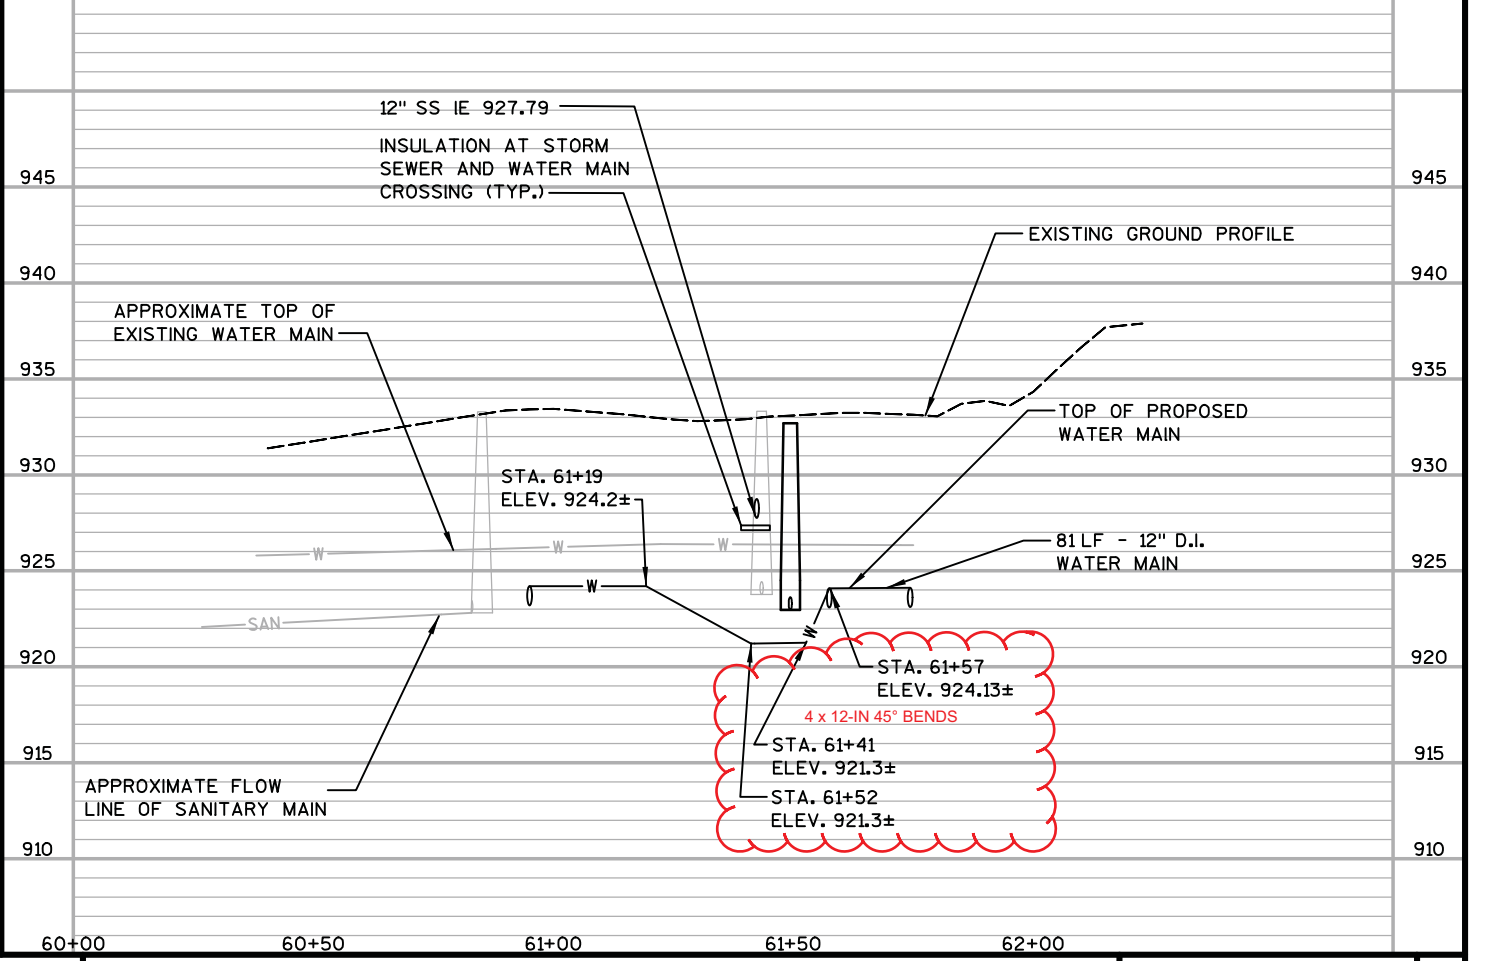 12" SS IE 927.79
INSULATION AT STORM
SEWER AND WATER MAIN
CROSSING (TYP.)
945
945
EXISTING GROUND PROFILE
940
940
APPROXIMATE TOP OF
EXISTING WATER MAIN
935
935
TOP OF PROPOSED
WATER MAIN
930
930
STA. 61+19
ELEV. 924.2±
W
W
W
81 LF - 12" D.I.
WATER MAIN
925
925
W
SAN
W
920
920
STA. 61+57
ELEV. 924.13±
4 x 12-IN 45° BENDS
STA. 61+41
ELEV. 921.3±
915
915
APPROXIMATE FLOW
LINE OF SANITARY MAIN
STA. 61+52
ELEV. 921.3±
910
910
60+00
60+50
61+00
61+50
62+00